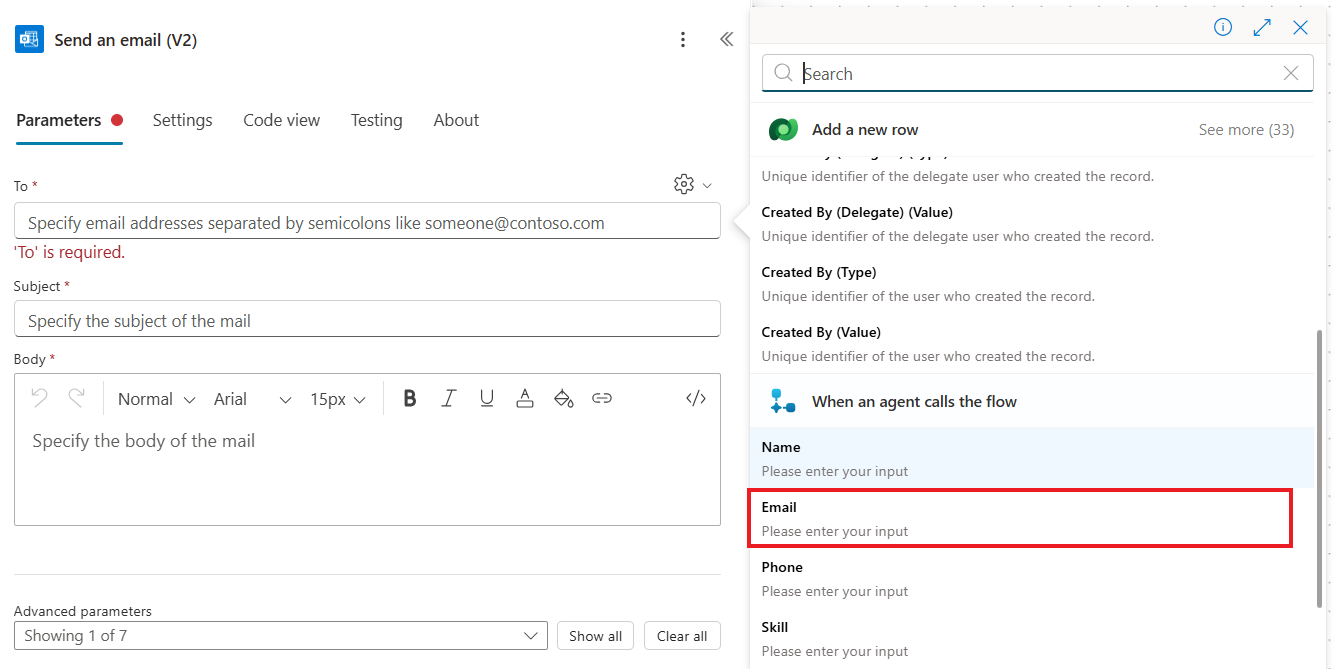 Send an email (V2)
Parameters Settings Code view Testing About
To *
Specify email addresses separated by semicolons like someone@contoso.com
'To' is required.
Subject *
Specify the subject of the mail
Body *
Normal Arial 15px B I U A </>
Specify the body of the mail
Advanced parameters
Showing 1 of 7 Show all Clear all
Search
Add a new row See more (33)
Unique identifier of the delegate user who created the record.
Created By (Delegate) (Value)
Unique identifier of the delegate user who created the record.
Created By (Type)
Unique identifier of the user who created the record.
Created By (Value)
Unique identifier of the user who created the record.
When an agent calls the flow
Name
Please enter your input
Email
Please enter your input
Phone
Please enter your input
Skill
Please enter your input